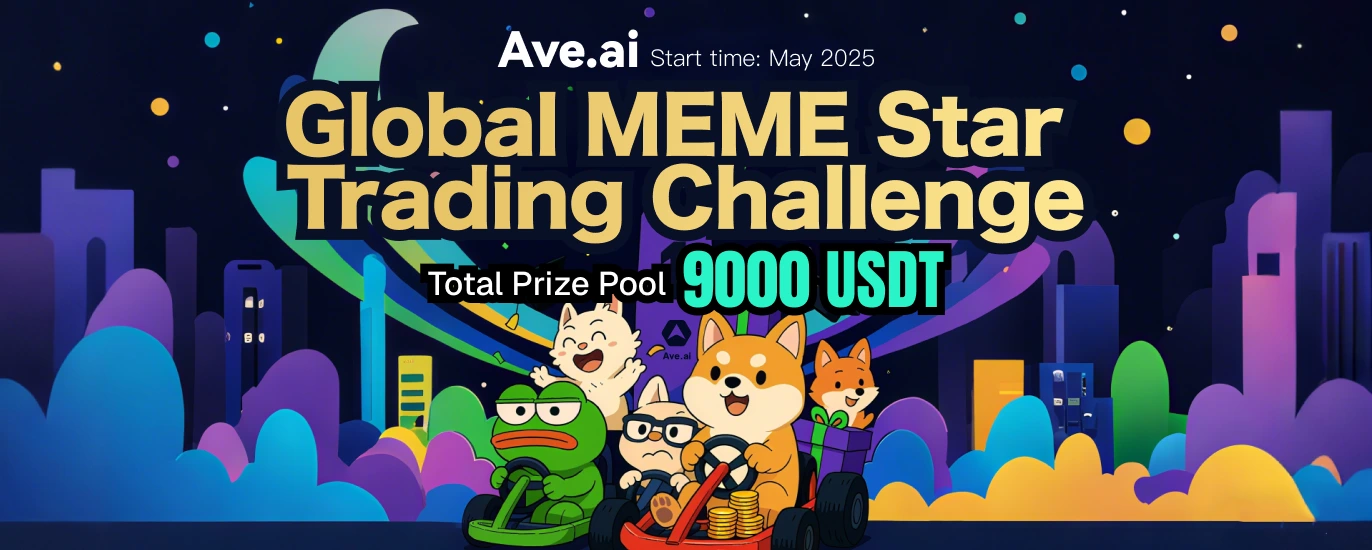 Ave.ai Start time: May 2025
Global MEME Star
Trading Challenge
Total Prize Pool 9000 USDT
Ave.ai